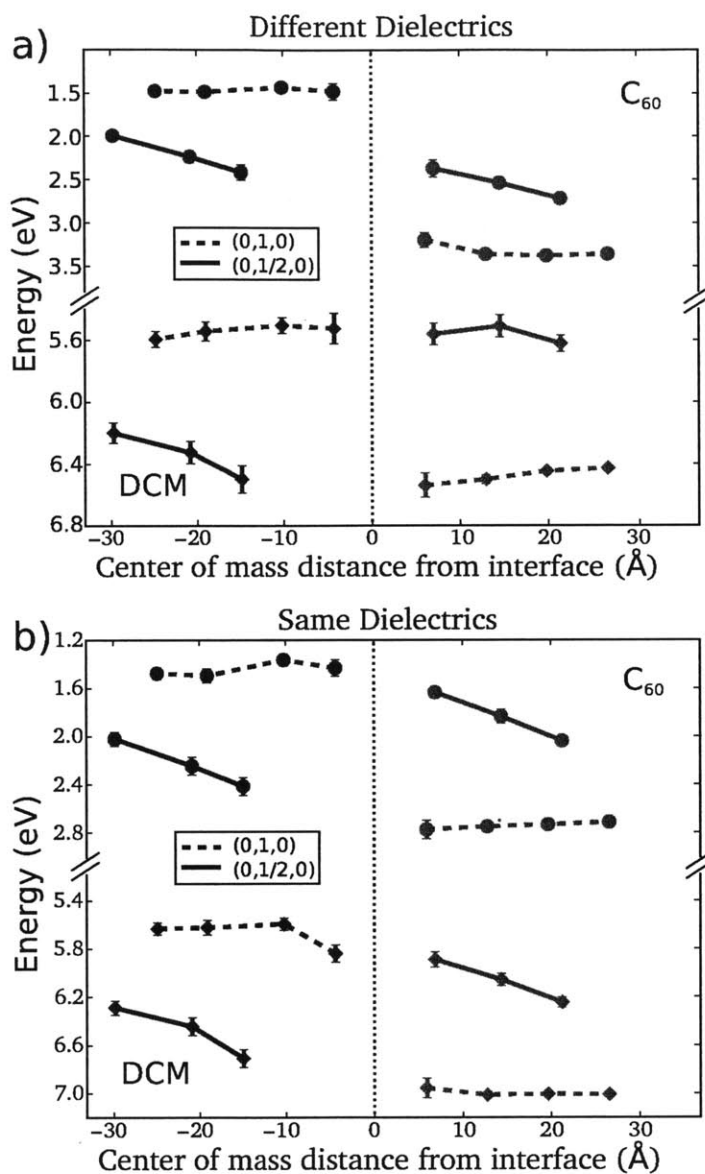 Different Dielectrics
a)
1.5
2.0
2.5
3.0
3.5
5.6
6.0
6.4
6.8
Energy (eV)
C60
(0,1,0)
(0,1/2,0)
DCM
−30 −20 −10 0 10 20 30
Center of mass distance from interface (Å)
Same Dielectrics
b)
1.2
1.6
2.0
2.4
2.8
5.4
5.8
6.2
6.6
7.0
Energy (eV)
C60
(0,1,0)
(0,1/2,0)
DCM
−30 −20 −10 0 10 20 30
Center of mass distance from interface (Å)